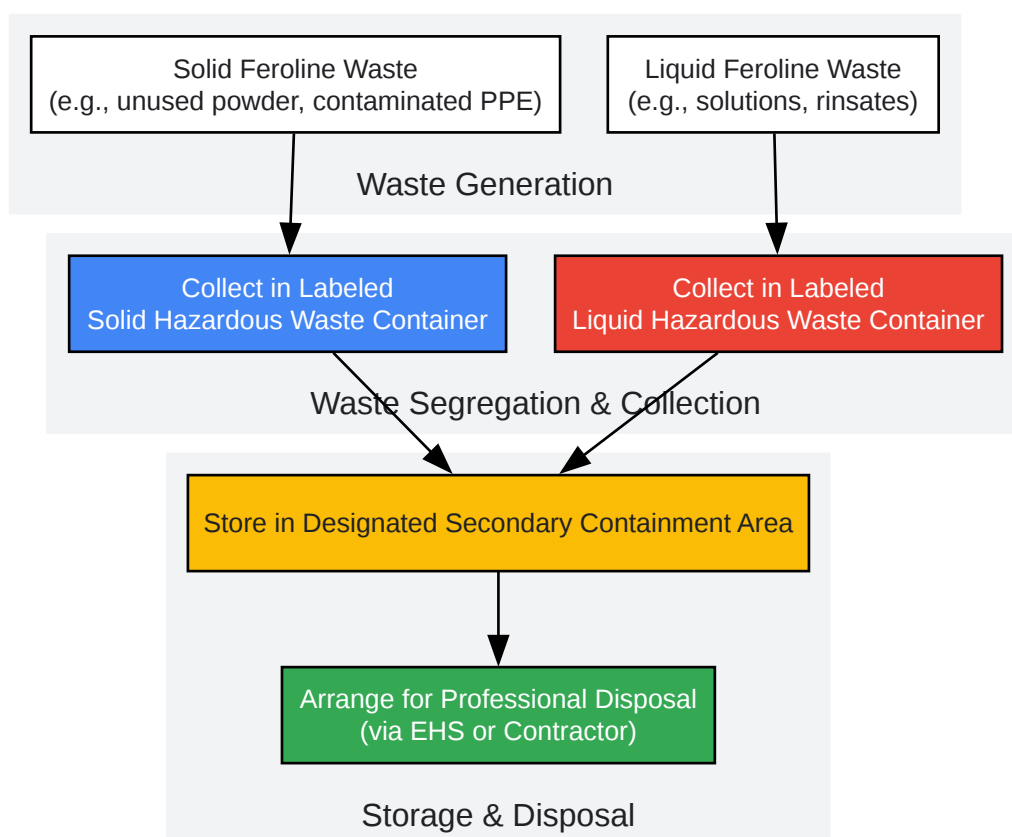 Solid Feroline Waste
(e.g., unused powder, contaminated PPE)
Liquid Feroline Waste
(e.g., solutions, rinsates)
Waste Generation
Collect in Labeled
Solid Hazardous Waste Container
Collect in Labeled
Liquid Hazardous Waste Container
Waste Segregation & Collection
Store in Designated Secondary Containment Area
Arrange for Professional Disposal
(via EHS or Contractor)
Storage & Disposal